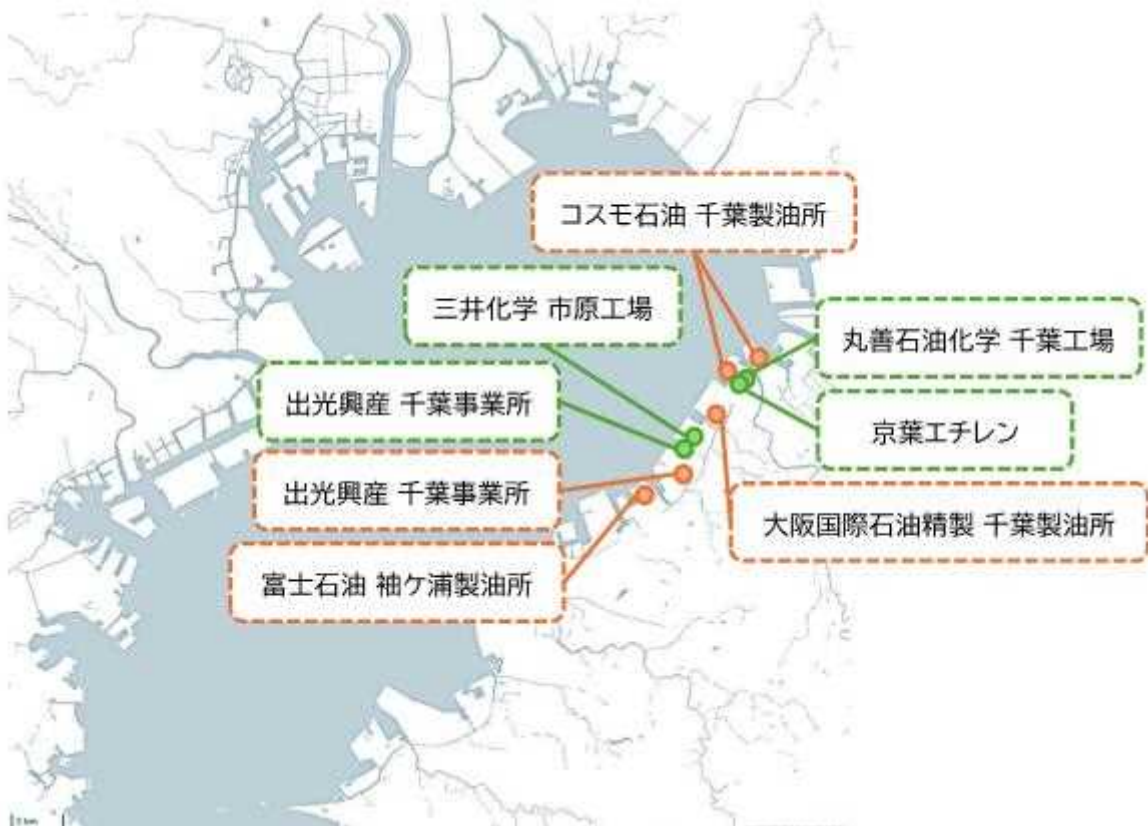 コスモ石油 千葉製油所
三井化学 市原工場
丸善石油化学 千葉工場
出光興産 千葉事業所
京葉エチレン
出光興産 千葉事業所
大阪国際石油精製 千葉製油所
富士石油 袖ケ浦製油所